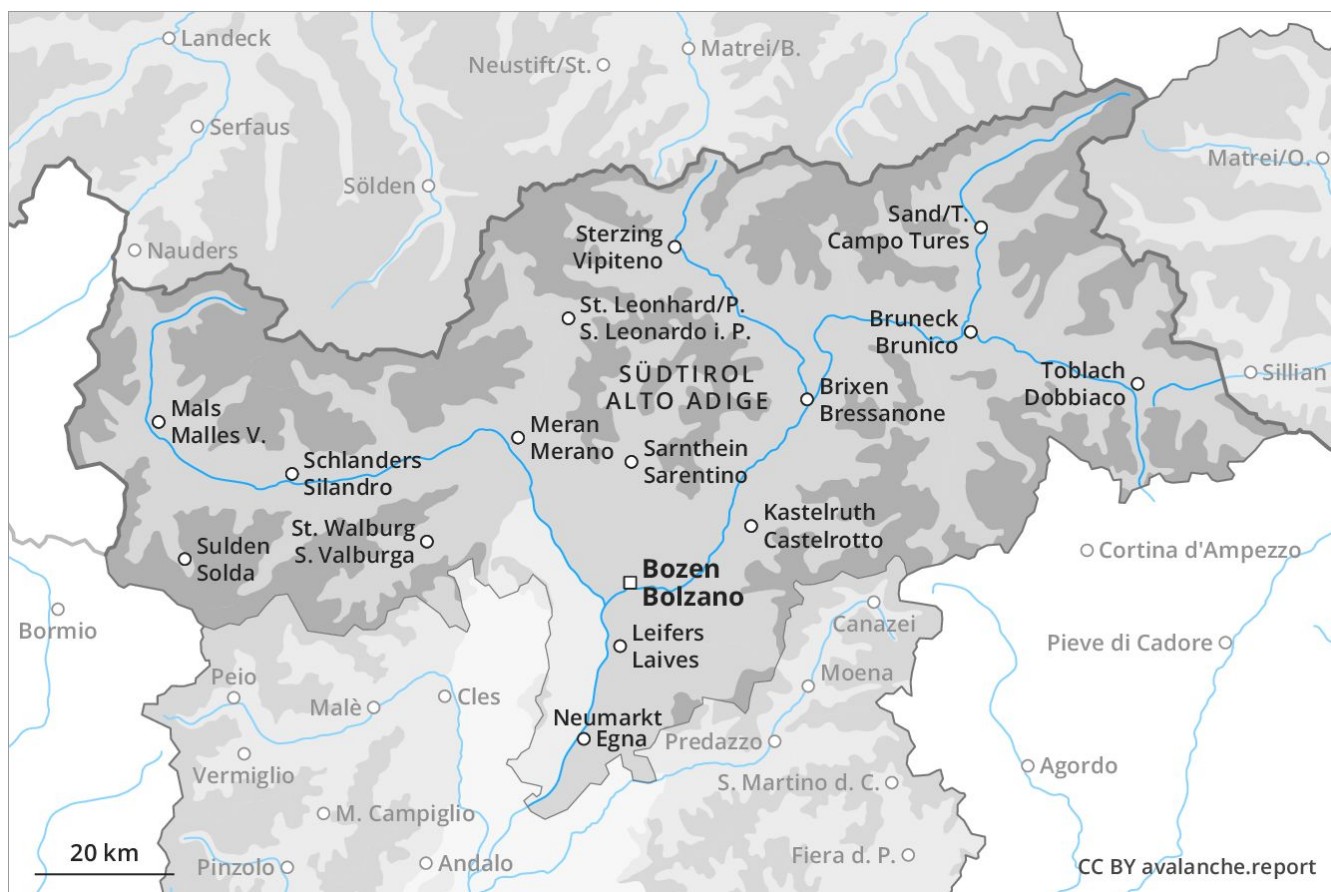 Landeck
Matrei/B.
Neustift/St.
Serfaus
Matrei/O.
Sölden
Sand/T.
Campo Tures
Sterzing
Vipiteno
Nauders
St. Leonhard/P.
S. Leonardo i. P.
Bruneck
Brunico
SÜDTIROL
ALTO ADIGE
Toblach
Dobbiaco
Sillian
Brixen
Bressanone
Mals
Malles V.
Meran
Merano
Sarnthein
Sarentino
Schlanders
Silandro
Kastelruth
Castelrotto
St. Walburg
S. Valburga
Sulden
Solda
Cortina d'Ampezzo
Bozen
Bolzano
Bormio
Canazei
Leifers
Laives
Pieve di Cadore
Peio
Moena
Malè
Cles
Neumarkt
Egna
Predazzo
Vermiglio
Agordo
S. Martino d. C.
M. Campiglio
20 km
Pinzolo
Andalo
Fiera d. P.
CC BY avalanche.report